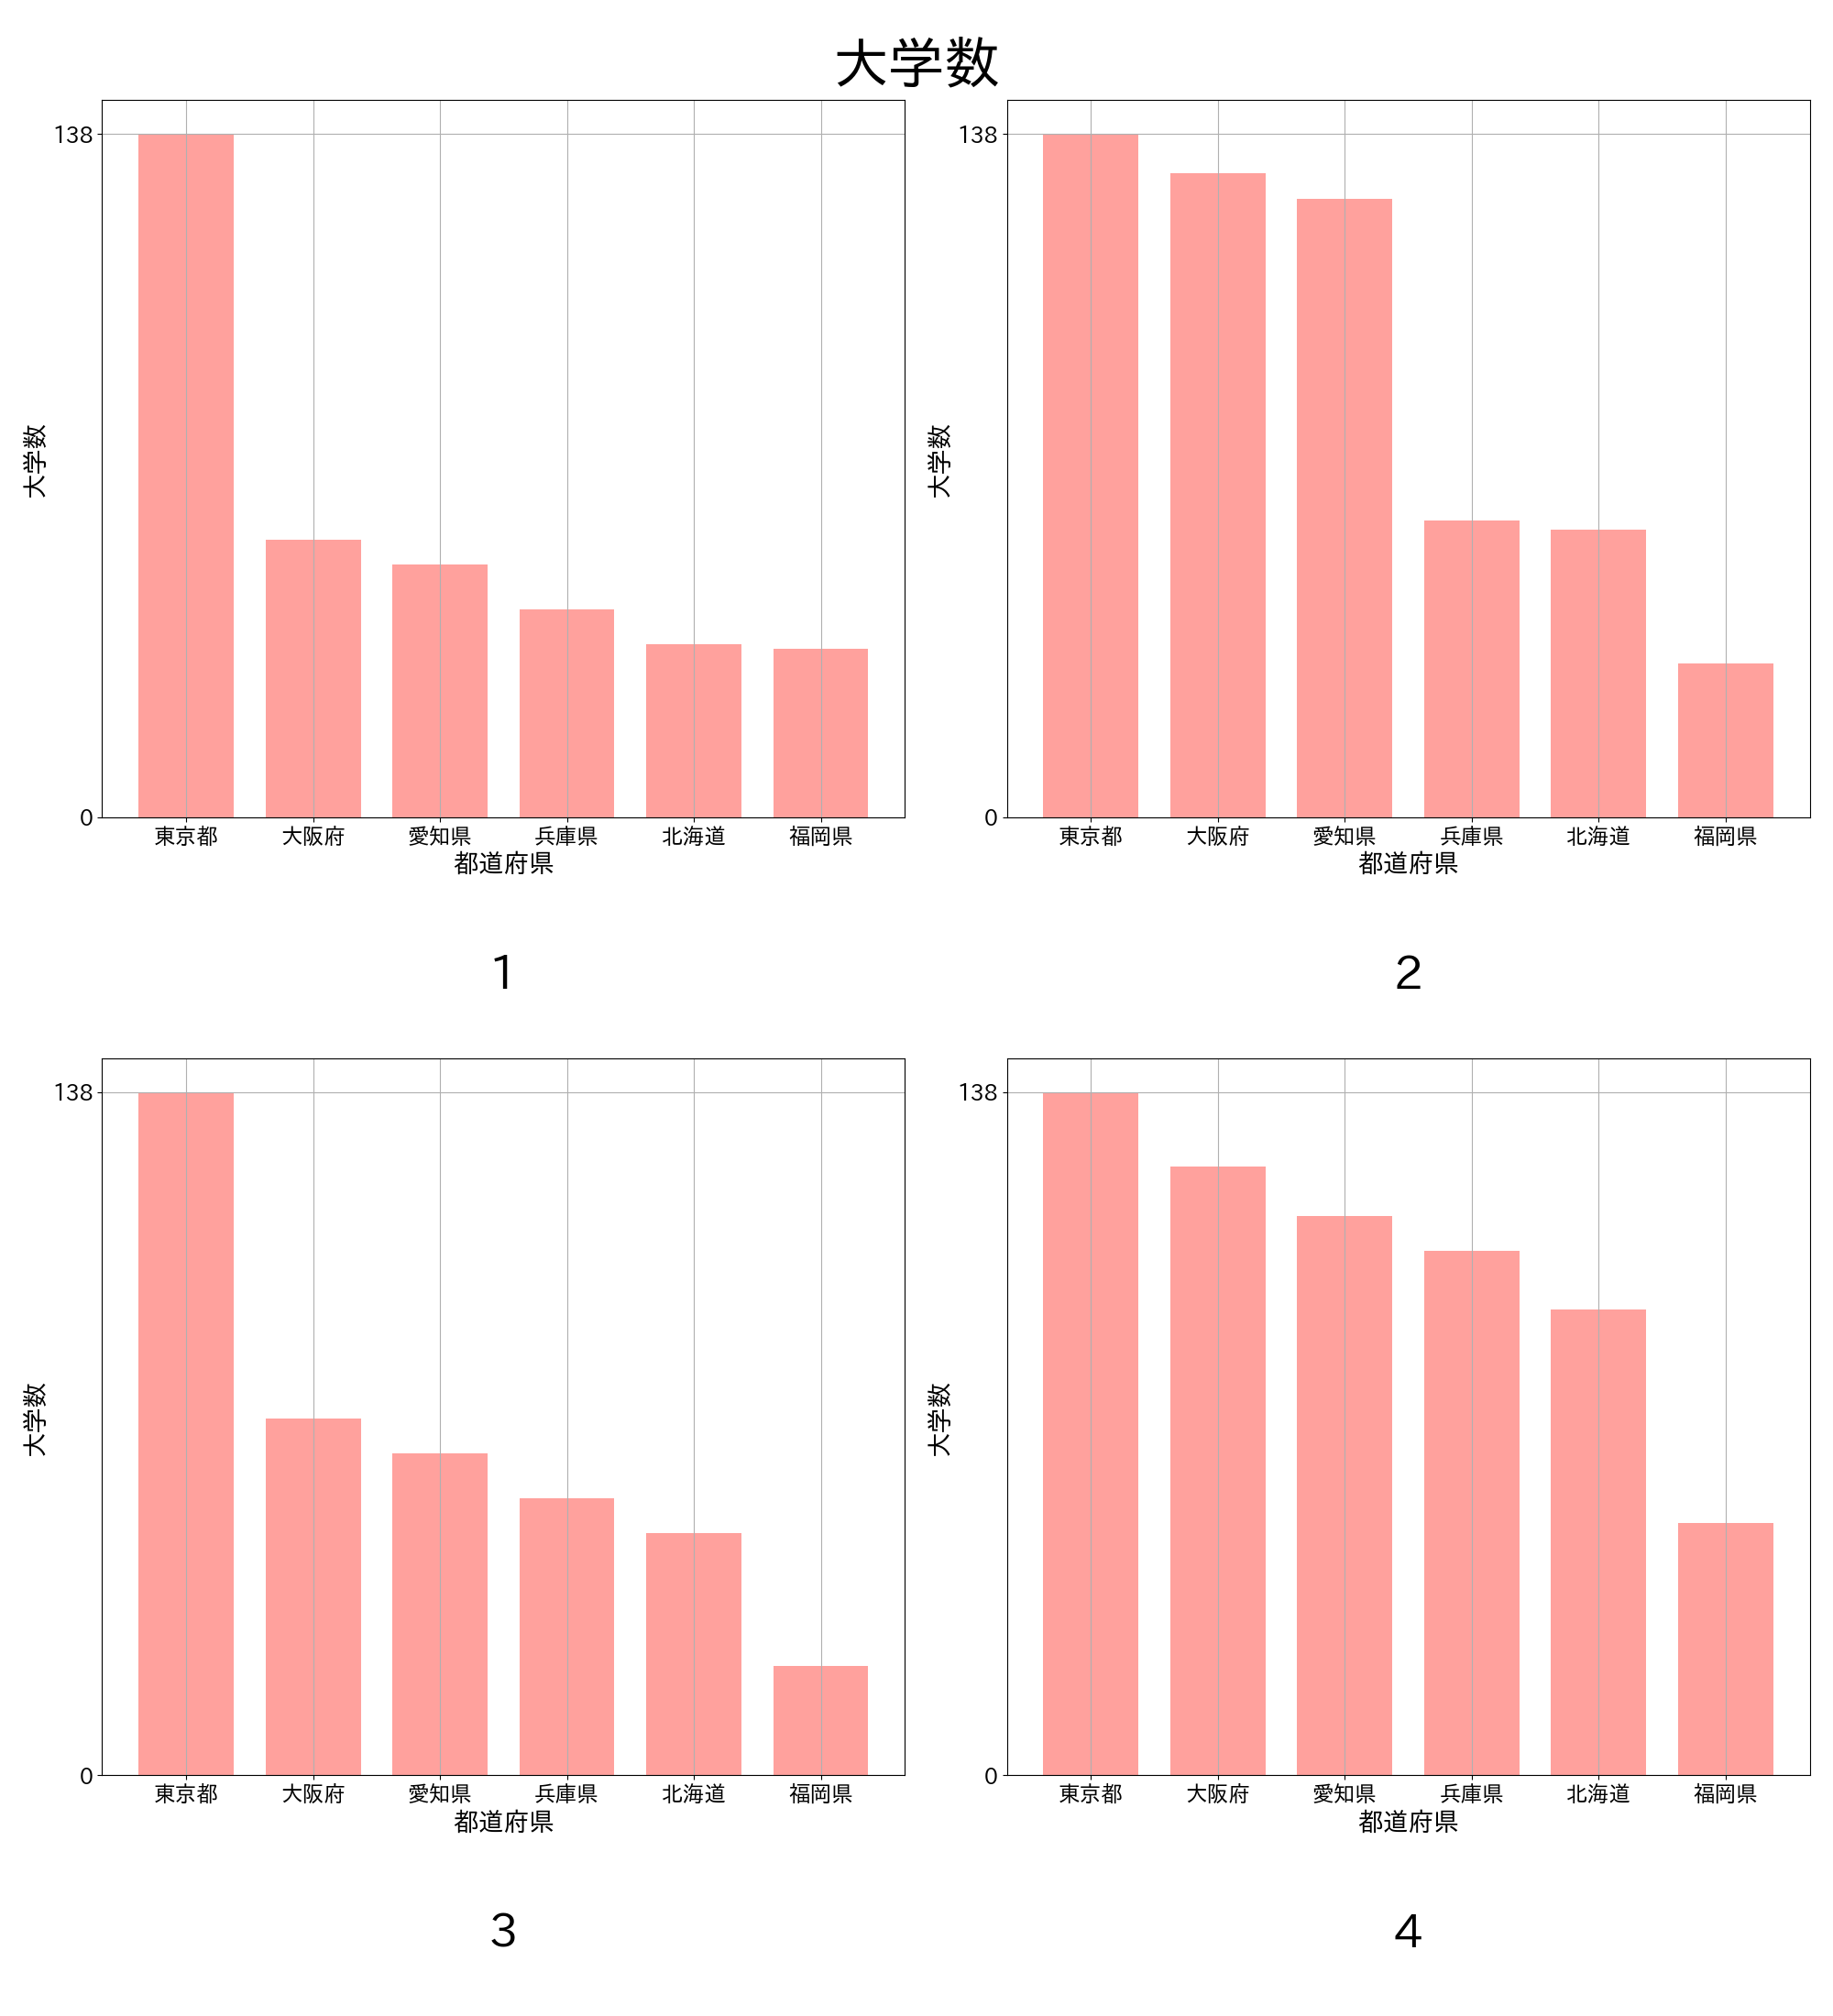 大学数
138
大学数
0
東京都 大阪府 愛知県 兵庫県 北海道 福岡県
都道府県
1
138
大学数
0
東京都 大阪府 愛知県 兵庫県 北海道 福岡県
都道府県
2
138
大学数
0
東京都 大阪府 愛知県 兵庫県 北海道 福岡県
都道府県
3
138
大学数
0
東京都 大阪府 愛知県 兵庫県 北海道 福岡県
都道府県
4